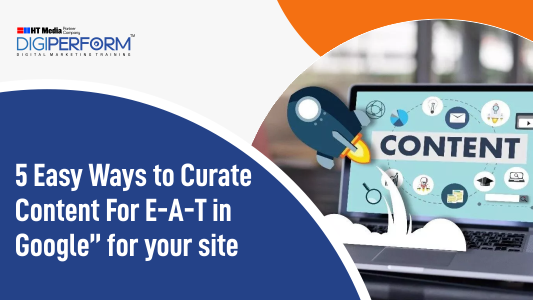 HT Media Partner Company
DIGIPERFORM™
DIGITAL MARKETING TRAINING
5 Easy Ways to Curate
Content For E-A-T in
Google” for your site
CONTENT